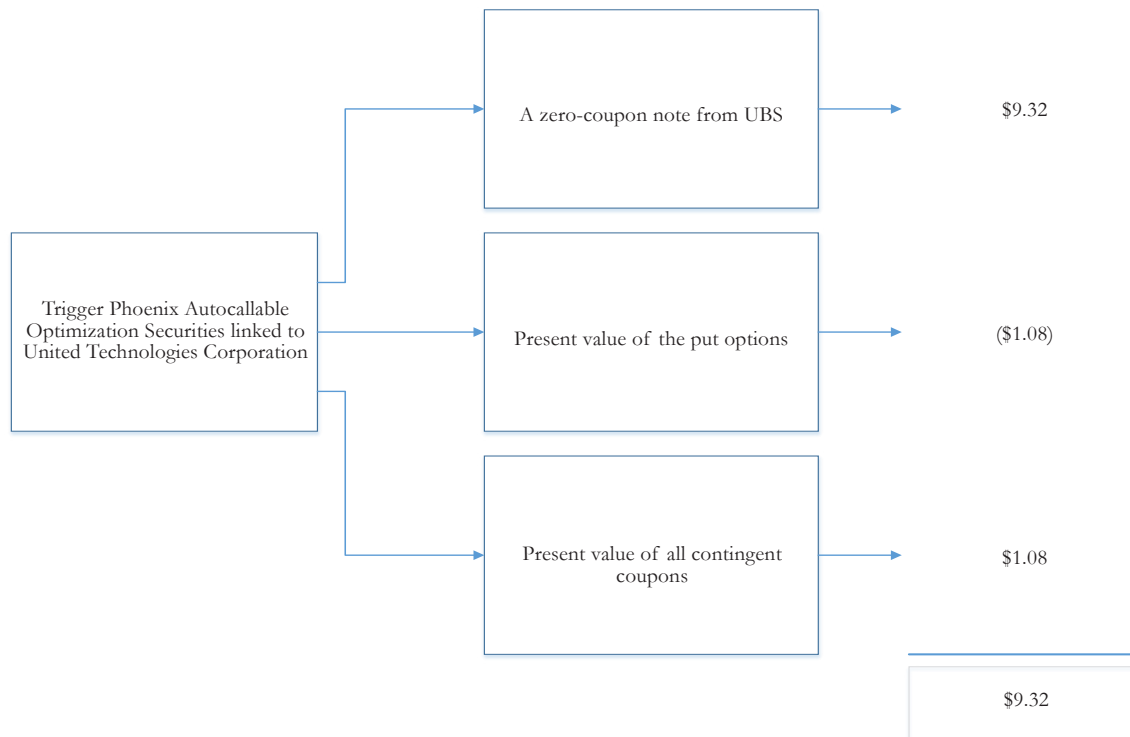 A zero-coupon note from UBS
$9.32
Trigger Phoenix Autocallable
Optimization Securities linked to
United Technologies Corporation
Present value of the put options
($1.08)
Present value of all contingent
coupons
$1.08
$9.32